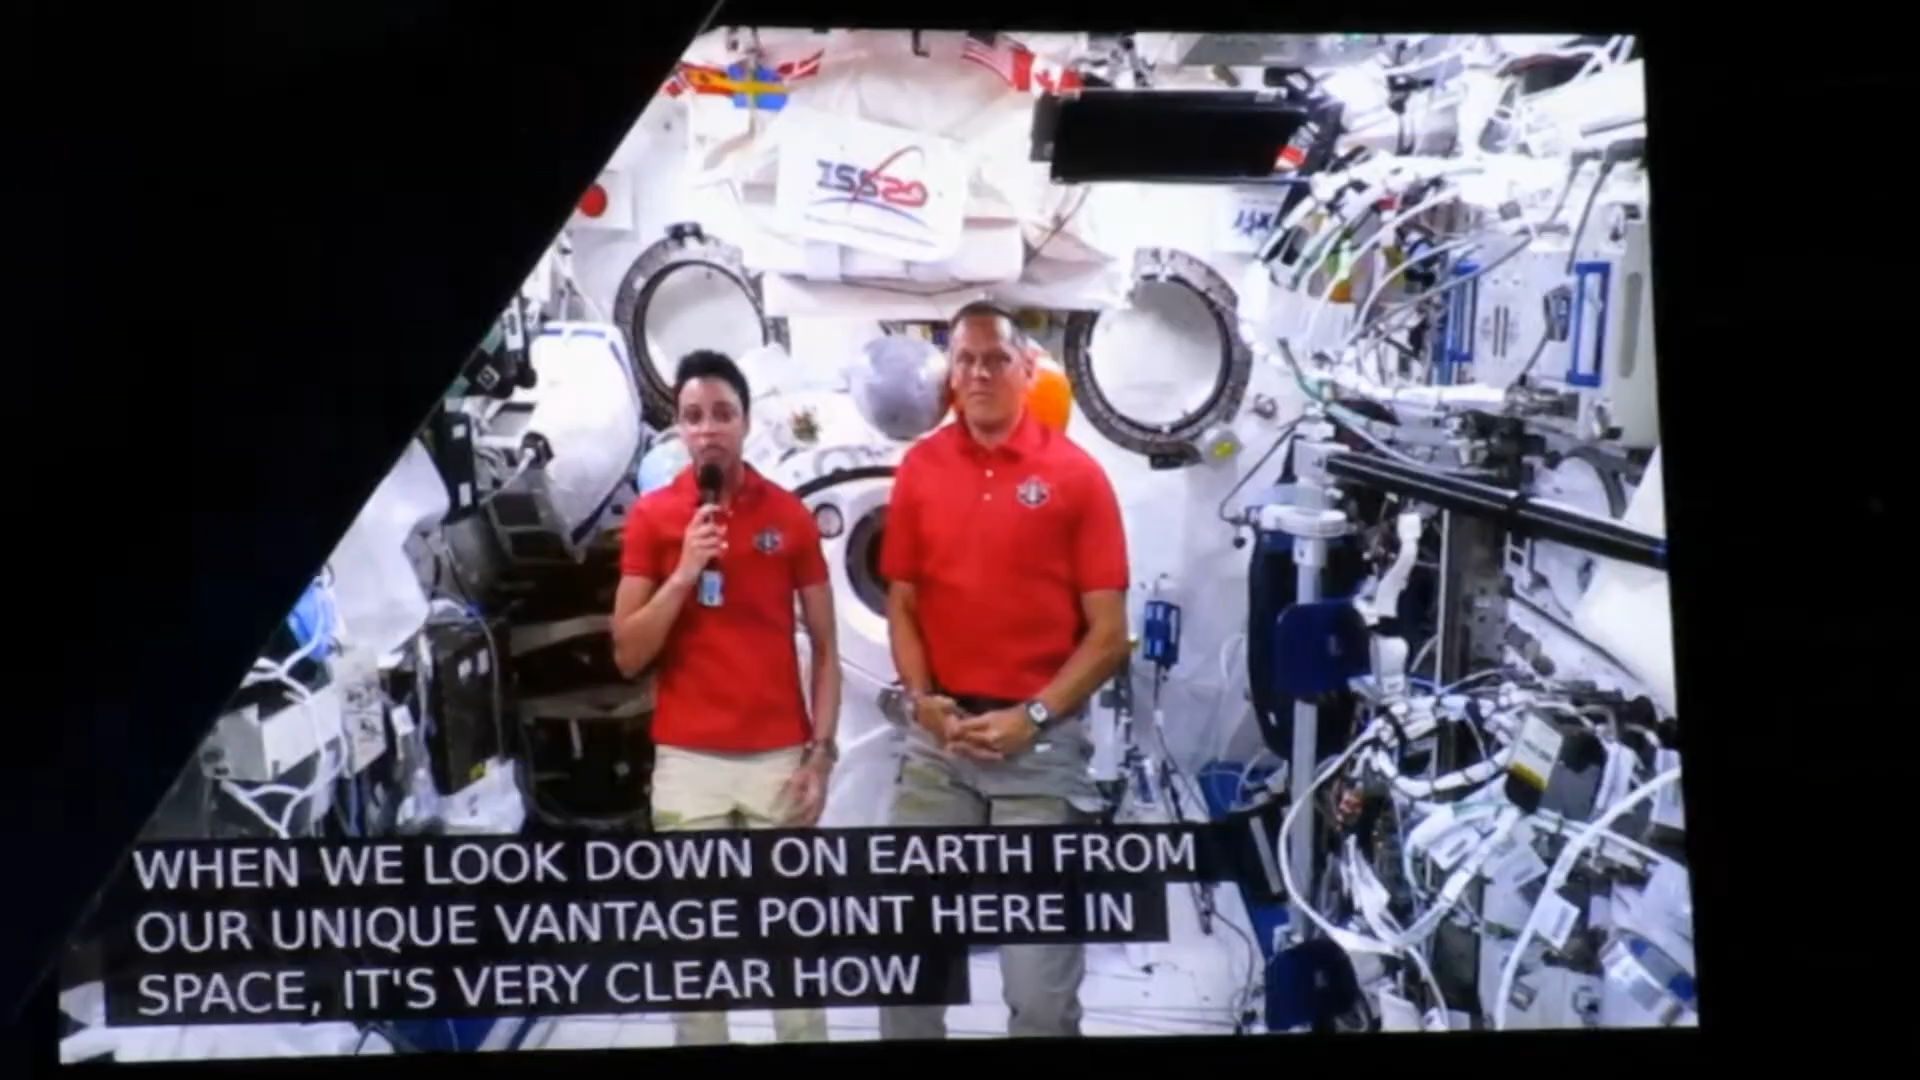 ISS20
WHEN WE LOOK DOWN ON EARTH FROM
OUR UNIQUE VANTAGE POINT HERE IN
SPACE, IT'S VERY CLEAR HOW